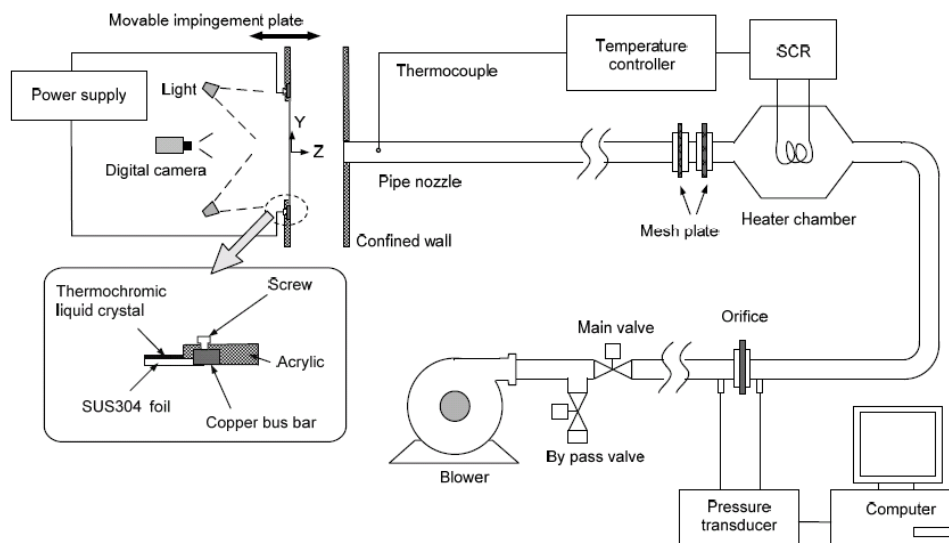 Movable impingement plate
Power supply
Light
Digital camera
Y
Z
Thermocouple
Temperature
controller
SCR
Pipe nozzle
Confined wall
Mesh plate
Heater chamber
Thermochromic
liquid crystal
Screw
Acrylic
SUS304 foil
Copper bus bar
Main valve
Orifice
Blower
By pass valve
Pressure
transducer
Computer